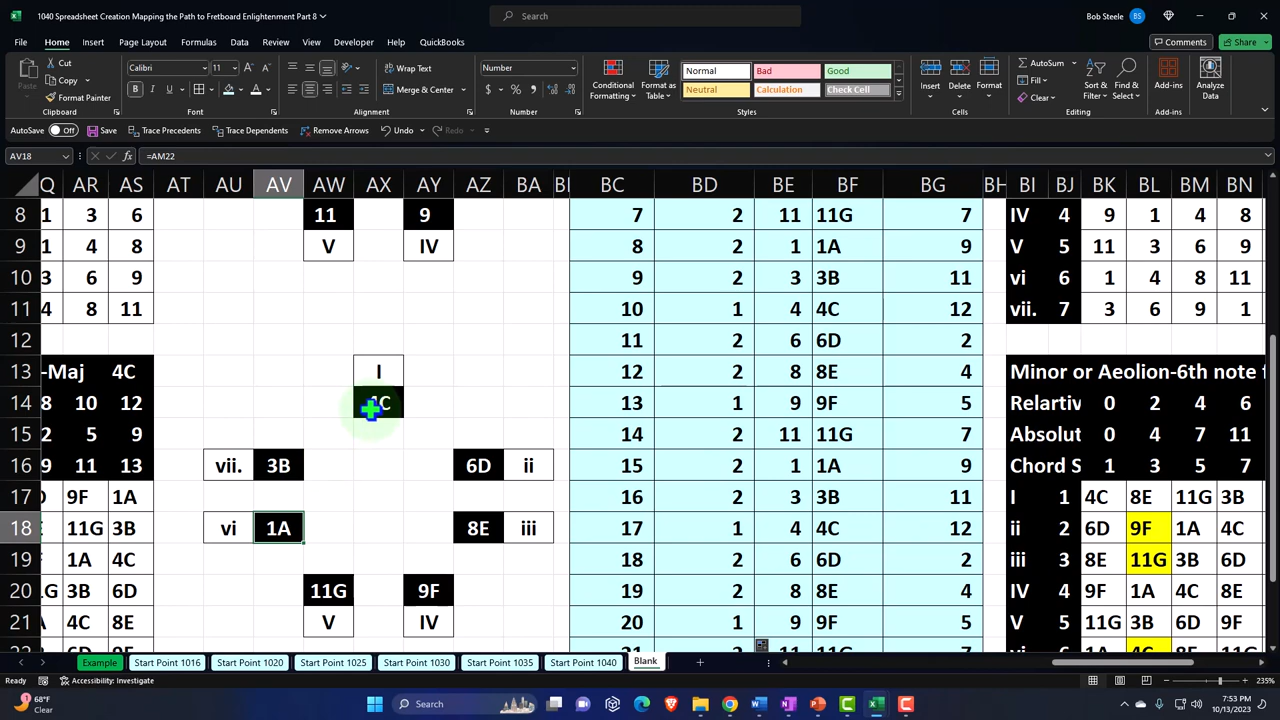 1040 Spreadsheet Creation Mapping the Path to Fretboard Enlightenment Part 8
Search
Bob Steele BS
File Home Insert Page Layout Formulas Data Review View Developer Automate Help QuickBooks
Comments Share
Paste
Cut
Copy
Format Painter
Clipboard
Calibri 11
B I U
Font
Wrap Text
Merge & Center
Alignment
Number
Number
Conditional Formatting
Format as Table
Normal Bad Good
Neutral Calculation Check Cell
Styles
Insert Delete Format
Cells
AutoSum
Fill
Clear
Sort & Filter
Find & Select
Editing
Add-ins
Add-ins
Analyze Data
AutoSave Off Save Trace Precedents Trace Dependents Remove Arrows Undo Redo
AV18 =AM22
Q AR AS AT AU AV AW AX AY AZ BA BC BD BE BF BG BH BI BJ BK BL BM BN
8 1 3 6 11 9 7 2 11 11G 7 IV 4 9 1 4 8
9 1 4 8 V IV 8 2 1 1A 9 V 5 11 3 6 9
10 3 6 9 9 2 3 3B 11 vi 6 1 4 8 11
11 4 8 11 10 1 4 4C 12 vii. 7 3 6 9 1
12 11 2 6 6D 2
13 -Maj 4C I 12 2 8 8E 4 Minor or Aeolion-6th note f
14 8 10 12 13 1 9 9F 5 Relartiv 0 2 4 6
15 2 5 9 14 2 11 11G 7 Absolut 0 4 7 11
16 9 11 13 vii. 3B 6D ii 15 2 1 1A 9 Chord S 1 3 5 7
17 9F 1A 16 2 3 3B 11 I 1 4C 8E 11G 3B
18 11G 3B vi 1A 8E iii 17 2 1 4 4C 12 ii 2 6D 9F 1A 4C
19 1A 4C 18 2 6 6D 2 iii 3 8E 11G 3B 6D
20 3B 6D 11G 9F 19 2 8 8E 4 IV 4 9F 1A 4C 8E
21 4C 8E V IV 20 1 9 9F 5 V 5 11G 3B 6D 9F
Example Start Point 1016 Start Point 1020 Start Point 1025 Start Point 1030 Start Point 1035 Start Point 1040 Blank
Ready Accessibility: Investigate 235%
68°F
Clear
Search
7:53 PM
10/13/2023